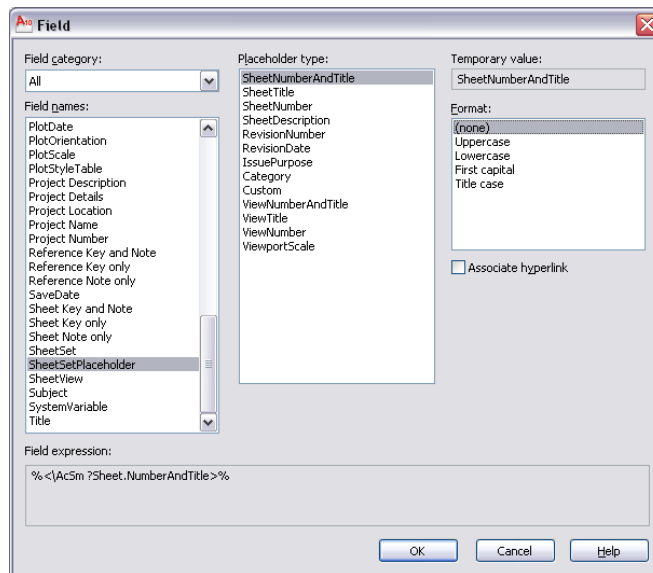 Field
Field category:
All
Field names:
PlotDate
PlotOrientation
PlotScale
PlotStyleTable
Project Description
Project Details
Project Location
Project Name
Project Number
Reference Key and Note
Reference Key only
Reference Note only
SaveDate
Sheet Key and Note
Sheet Key only
Sheet Note only
SheetSet
SheetSetPlaceholder
SheetView
Subject
SystemVariable
Title
Placeholder type:
SheetNumberAndTitle
SheetTitle
SheetNumber
SheetDescription
RevisionNumber
RevisionDate
IssuePurpose
Category
Custom
ViewNumberAndTitle
ViewTitle
ViewNumber
ViewportScale
Temporary value:
SheetNumberAndTitle
Format:
(none)
Uppercase
Lowercase
First capital
Title case
Associate hyperlink
Field expression:
%<\AcSm ?Sheet.NumberAndTitle>%
OK
Cancel
Help